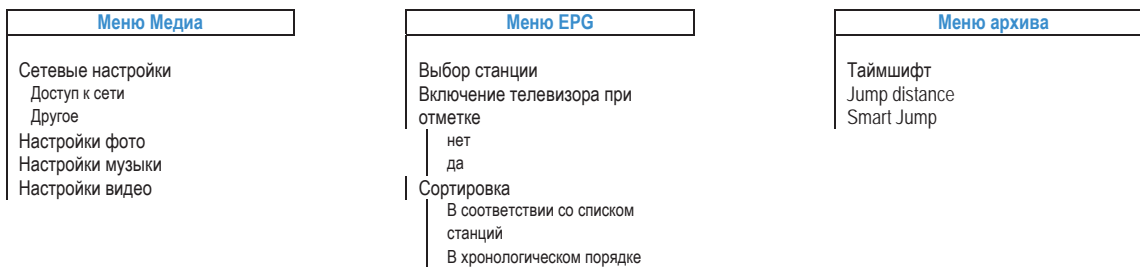 Меню Медиа
Сетевые настройки
Доступ к сети
Другое
Настройки фото
Настройки музыки
Настройки видео
Меню EPG
Выбор станции
Включение телевизора при
отметке
нет
да
Сортировка
В соответствии со списком
станций
В хронологическом порядке
Меню архива
Таймшифт
Jump distance
Smart Jump